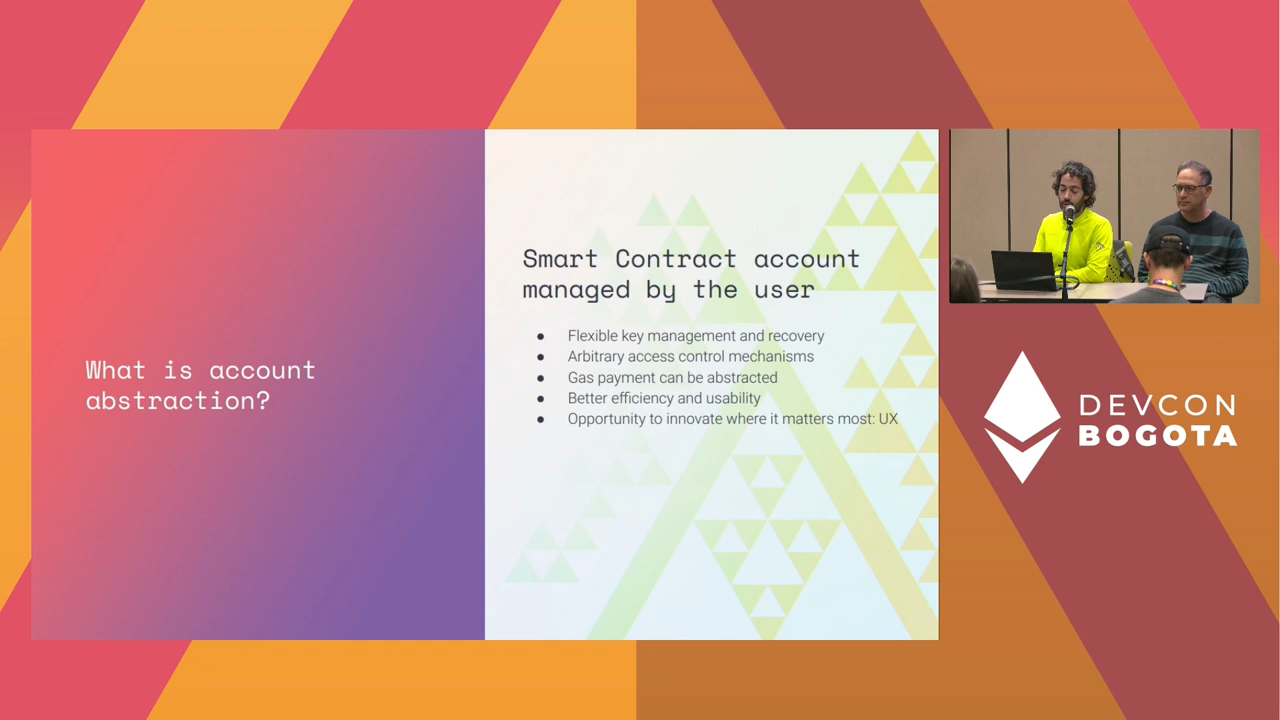 What is account
abstraction?
Smart Contract account
managed by the user
● Flexible key management and recovery
● Arbitrary access control mechanisms
● Gas payment can be abstracted
● Better efficiency and usability
● Opportunity to innovate where it matters most: UX
DEVCON
BOGOTA